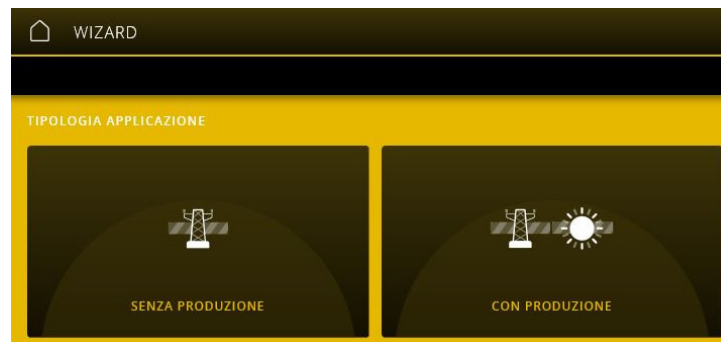 WIZARD
TIPOLOGIA APPLICAZIONE
SENZA PRODUZIONE
CON PRODUZIONE